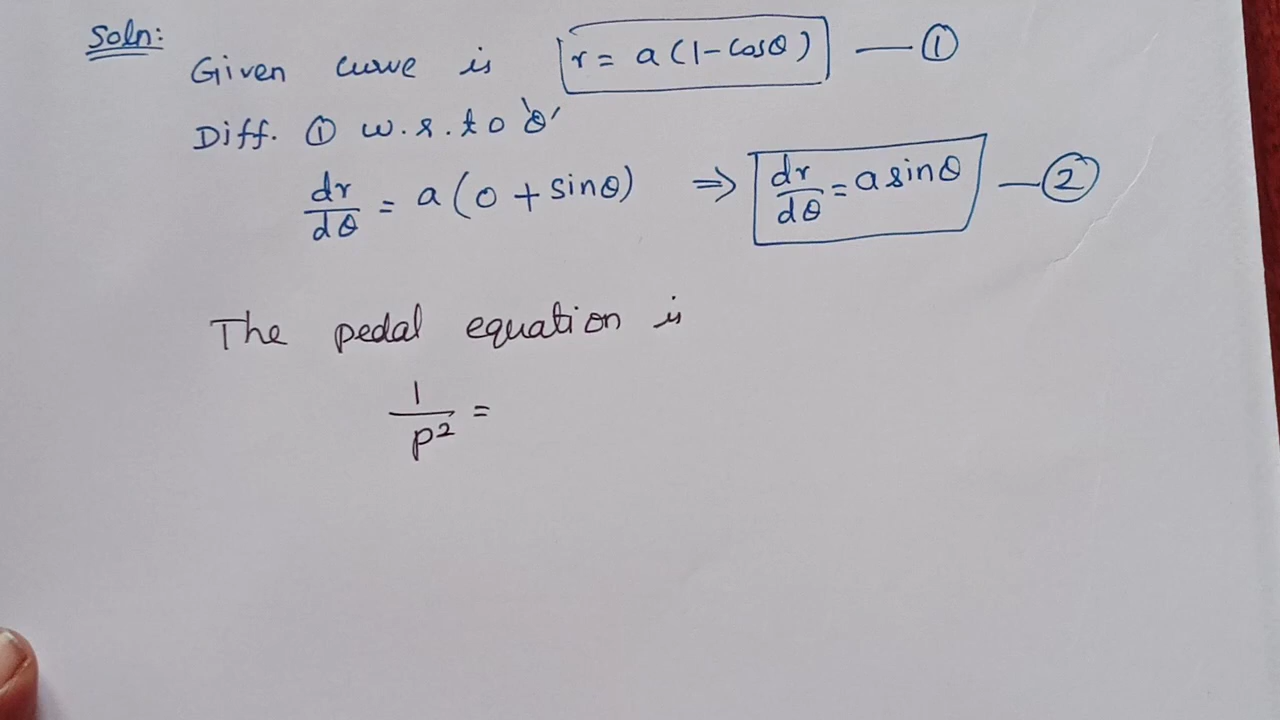 Soln:
Given curve is r = a(1-cosθ) — ①
Diff. ① w.r.to 'θ'
dr/dθ = a(0 + sinθ) ⇒ dr/dθ = a sinθ — ②
The pedal equation is
1/p² =